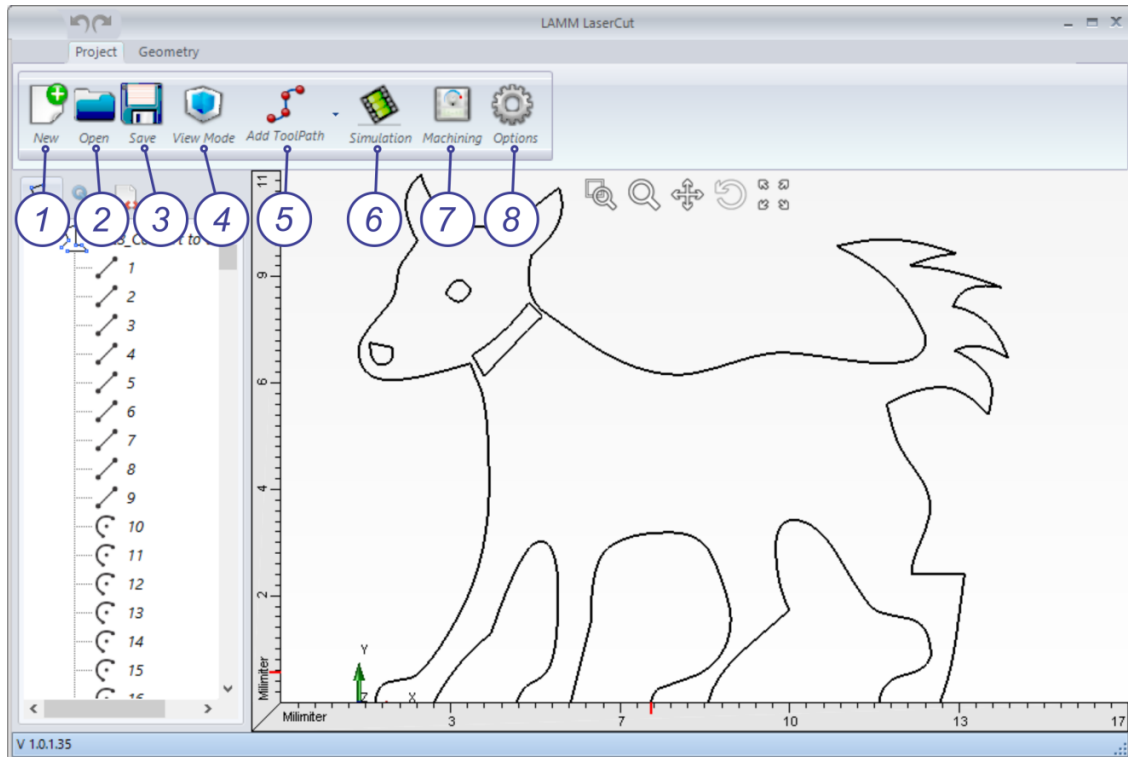 LAMM LaserCut
Project Geometry
New Open Save View Mode Add ToolPath Simulation Machining Options
1 2 3 4 5 6 7 8
1
2
3
4
5
6
7
8
9
10
11
12
13
14
15
11
9
6
4
2
Milimiter
Y
Z X
Milimiter 3 7 10 13 17
V 1.0.1.35